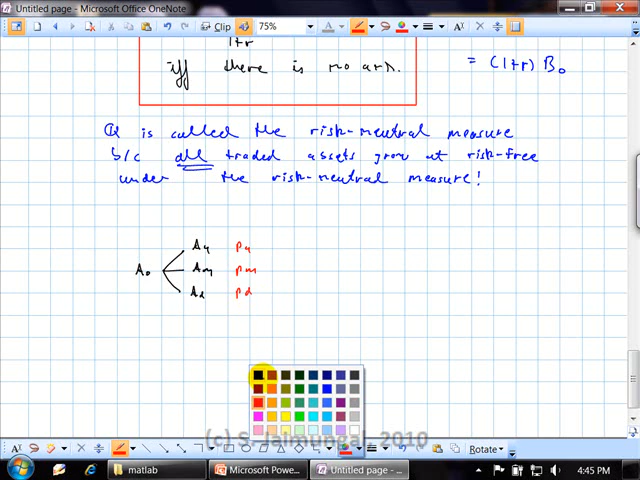 Untitled page - Microsoft OneNote
Clip
75%
1+r
iff there is no arb.
= (1+r) B₀
Q is called the risk-neutral measure
b/c all traded assets grow at risk-free
under the risk-neutral measure!
Au pu
A₀ Am pm
Ad pd
(c) S. Jaimungal, 2010
Rotate
matlab
Microsoft Powe...
Untitled page - ...
4:45 PM